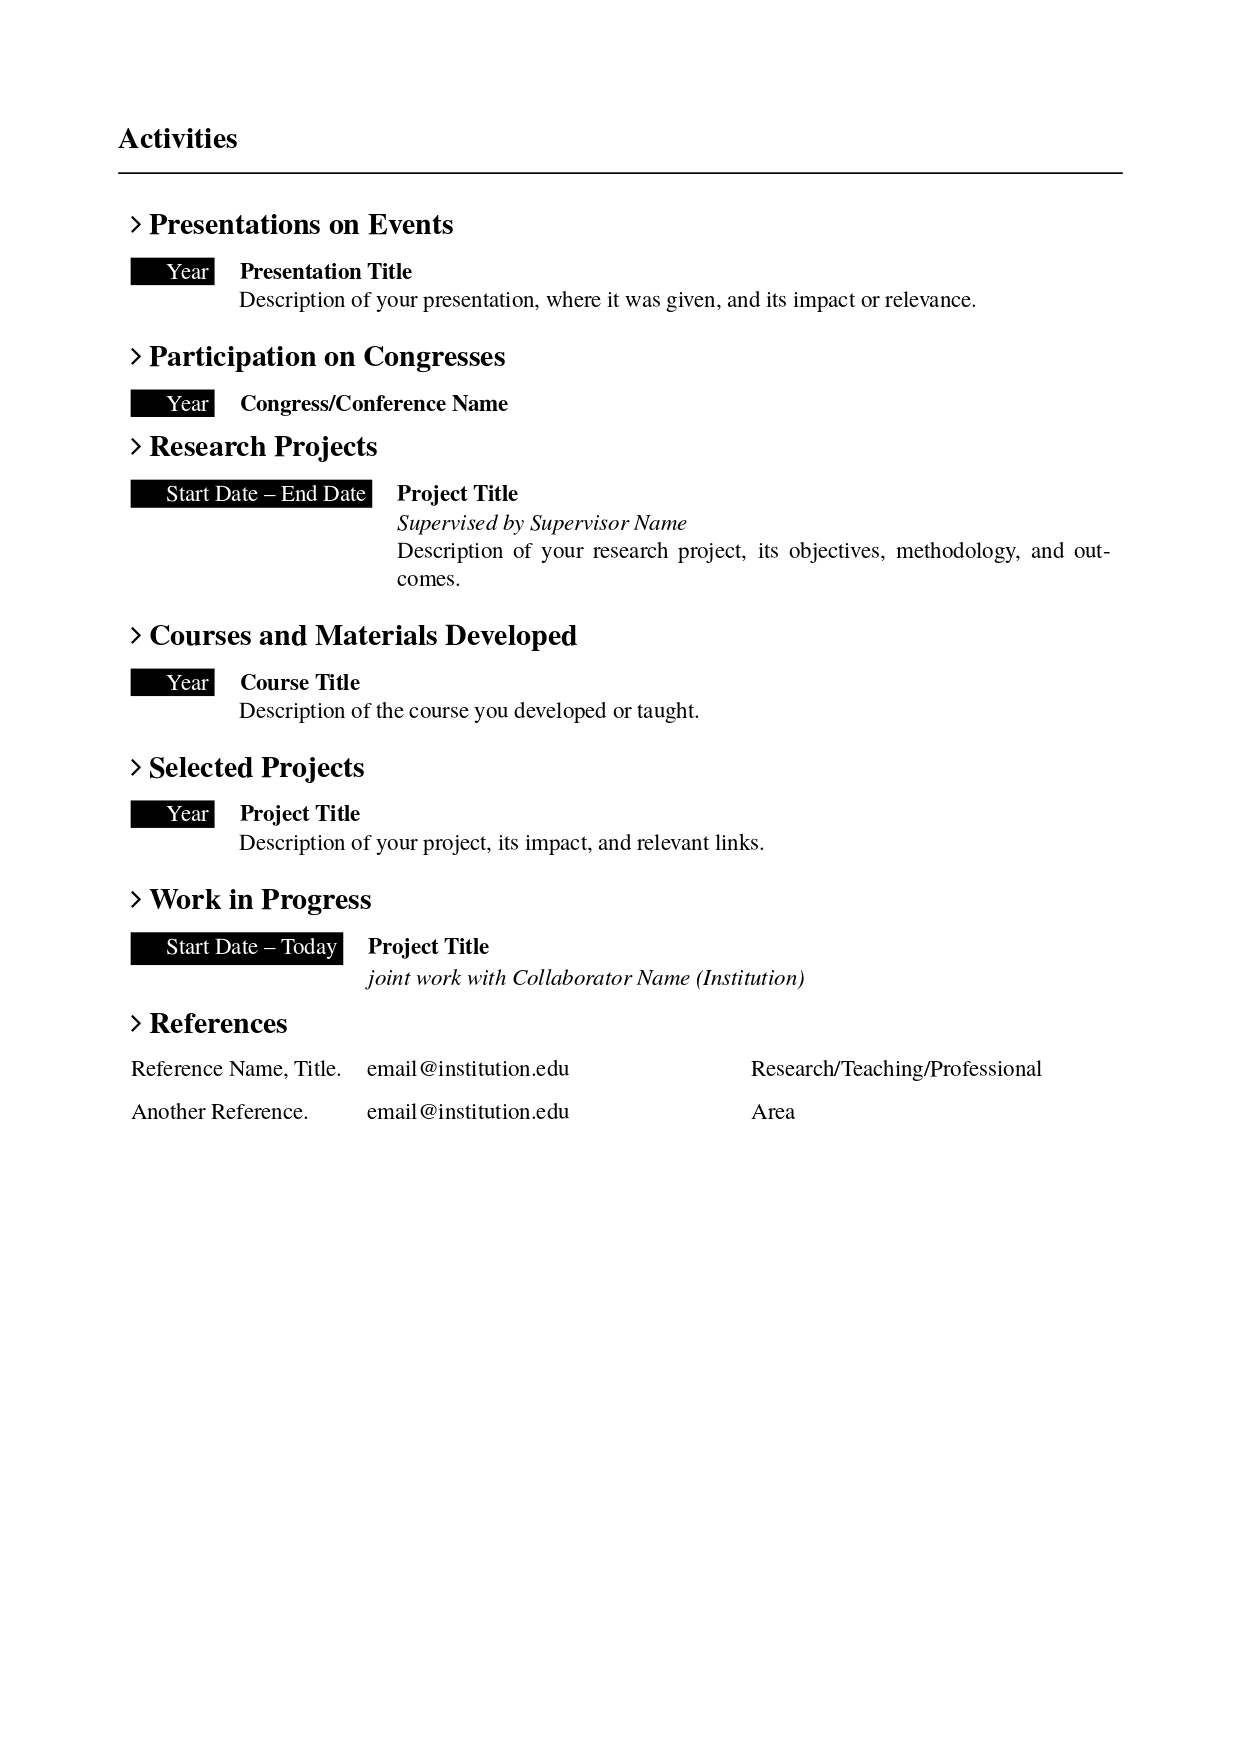 Activities
Presentations on Events
Year Presentation Title
Description of your presentation, where it was given, and its impact or relevance.
Participation on Congresses
Year Congress/Conference Name
Research Projects
Start Date – End Date Project Title
Supervised by Supervisor Name
Description of your research project, its objectives, methodology, and out-
comes.
Courses and Materials Developed
Year Course Title
Description of the course you developed or taught.
Selected Projects
Year Project Title
Description of your project, its impact, and relevant links.
Work in Progress
Start Date – Today Project Title
joint work with Collaborator Name (Institution)
References
Reference Name, Title. email@institution.edu Research/Teaching/Professional
Another Reference. email@institution.edu Area